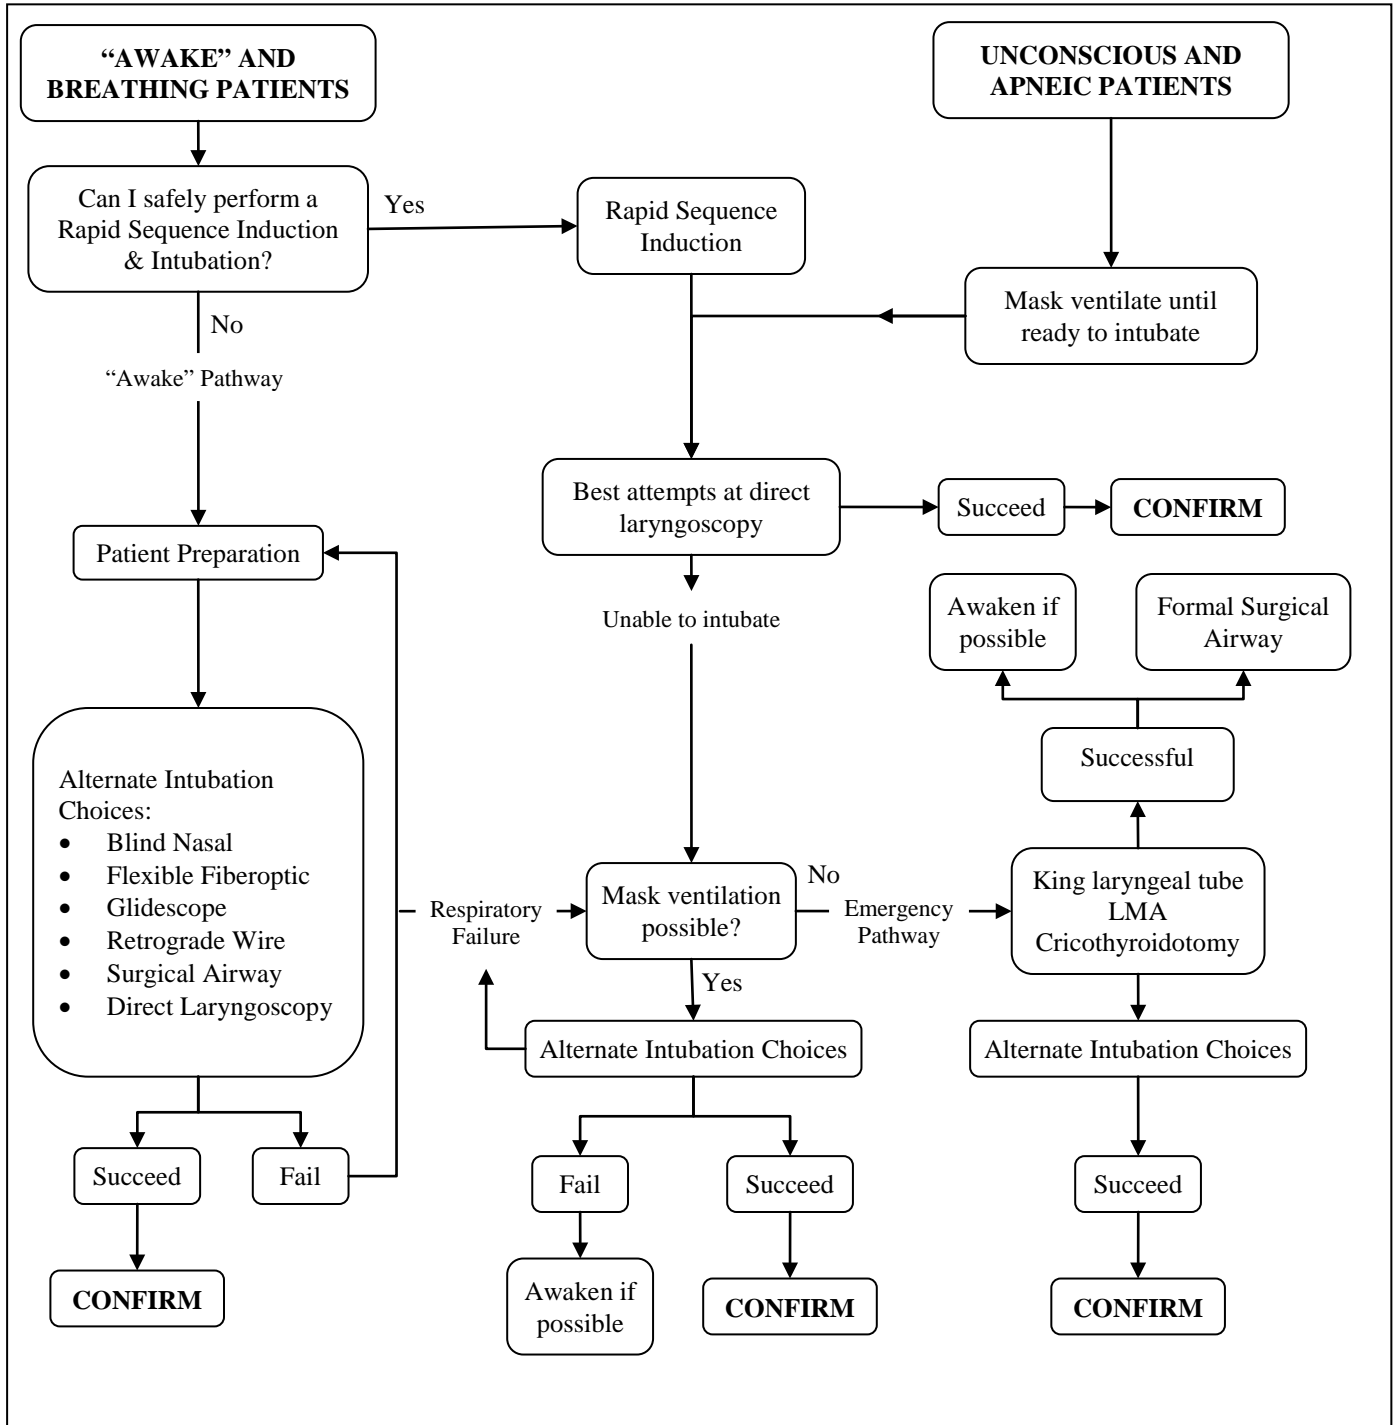 “AWAKE” AND
BREATHING PATIENTS
UNCONSCIOUS AND
APNEIC PATIENTS
Can I safely perform a
Rapid Sequence Induction
& Intubation?
Yes
Rapid Sequence
Induction
Mask ventilate until
ready to intubate
No
“Awake” Pathway
Best attempts at direct
laryngoscopy
Succeed
CONFIRM
Patient Preparation
Unable to intubate
Awaken if
possible
Formal Surgical
Airway
Successful
Alternate Intubation
Choices:
• Blind Nasal
• Flexible Fiberoptic
• Glidescope
• Retrograde Wire
• Surgical Airway
• Direct Laryngoscopy
Respiratory
Failure
Mask ventilation
possible?
No
Emergency
Pathway
King laryngeal tube
LMA
Cricothyroidotomy
Yes
Alternate Intubation Choices
Alternate Intubation Choices
Succeed
Fail
Fail
Succeed
Succeed
CONFIRM
Awaken if
possible
CONFIRM
CONFIRM